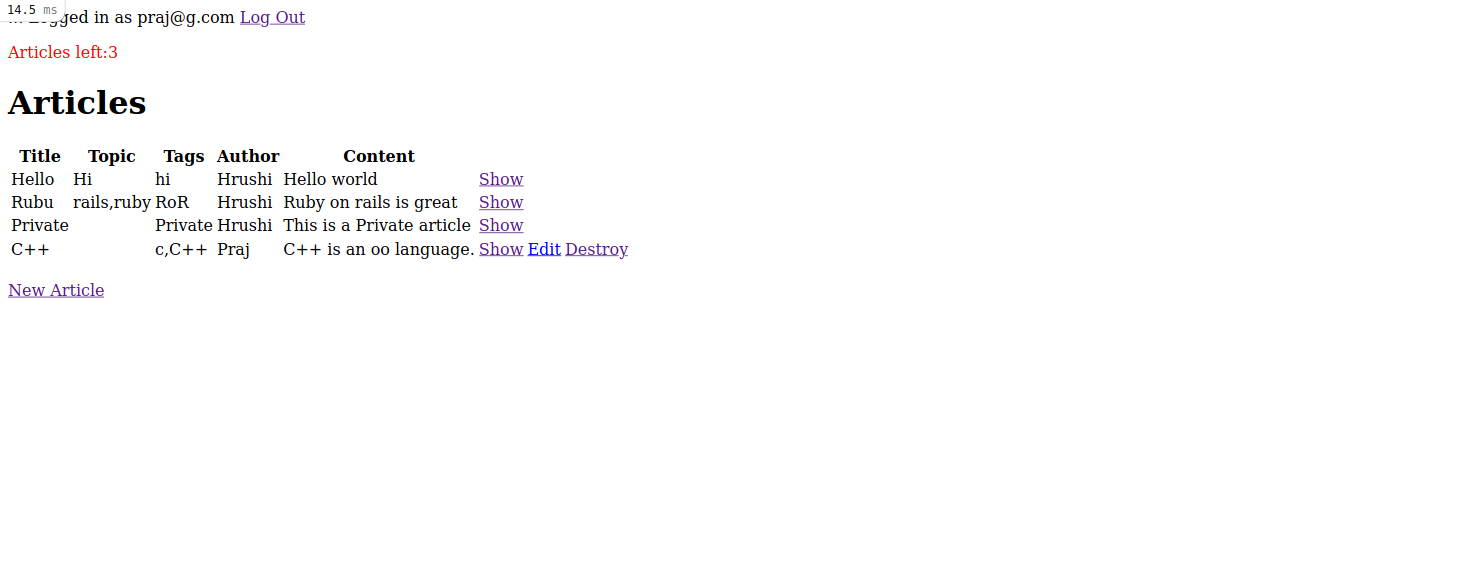 14.5 ms
Logged in as praj@g.com Log Out
Articles left:3
Articles
Title Topic Tags Author Content
Hello Hi hi Hrushi Hello world Show
Rubu rails,ruby RoR Hrushi Ruby on rails is great Show
Private Private Hrushi This is a Private article Show
C++ c,C++ Praj C++ is an oo language. Show Edit Destroy
New Article